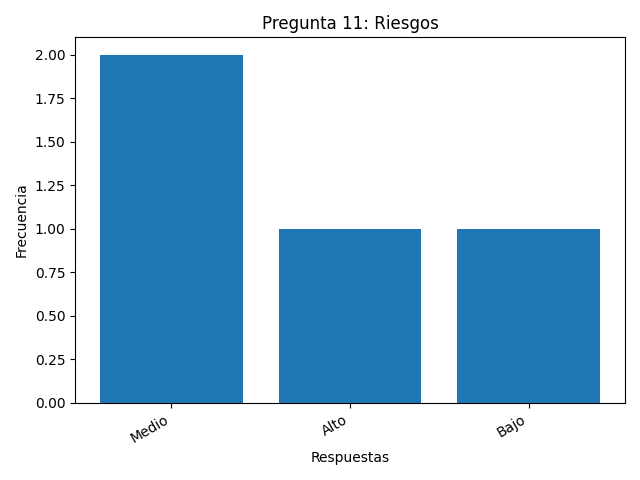 Pregunta 11: Riesgos
Frecuencia
2.00
1.75
1.50
1.25
1.00
0.75
0.50
0.25
0.00
Medio
Alto
Bajo
Respuestas